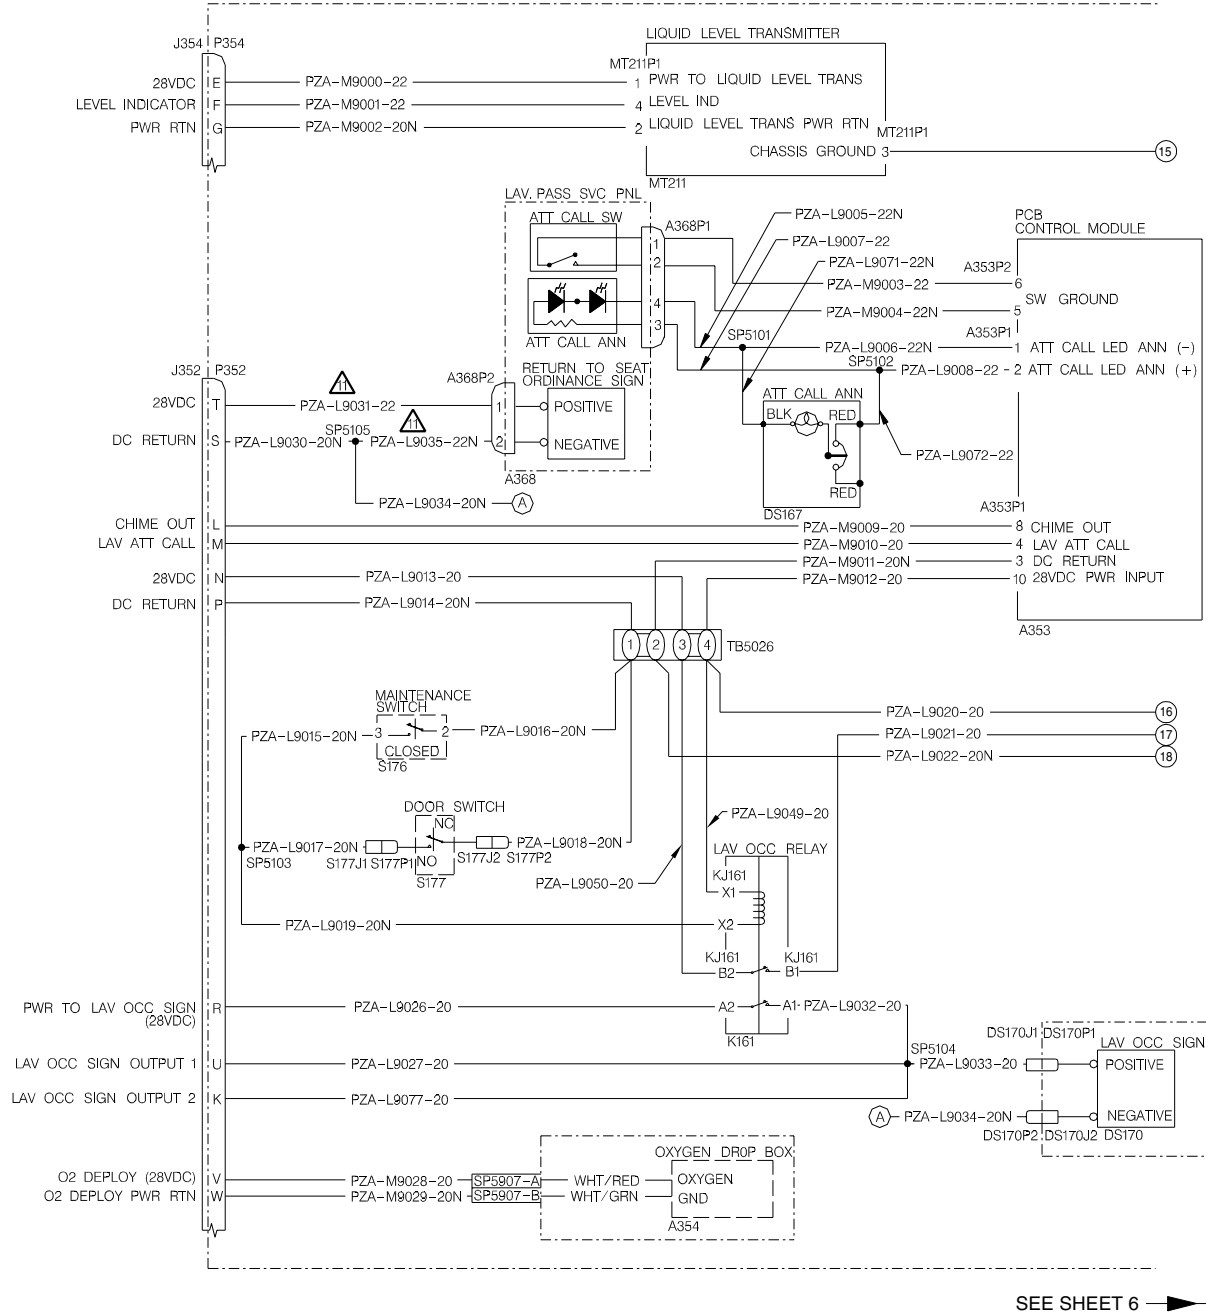 J354 P354
LIQUID LEVEL TRANSMITTER
MT211P1
28VDC E PZA-M9000-22 1 PWR TO LIQUID LEVEL TRANS
LEVEL INDICATOR F PZA-M9001-22 4 LEVEL IND
PWR RTN G PZA-M9002-20N 2 LIQUID LEVEL TRANS PWR RTN
MT211P1
CHASSIS GROUND 3 15
MT211
LAV. PASS SVC PNL
ATT CALL SW
A368P1
1
2
4
3
ATT CALL ANN
PZA-L9005-22N
PZA-L9007-22
PZA-L9071-22N
PCB
CONTROL MODULE
A353P2
PZA-M9003-22 6
SW GROUND
PZA-M9004-22N 5
SP5101
A353P1
PZA-L9006-22N 1 ATT CALL LED ANN (-)
SP5102
PZA-L9008-22 - 2 ATT CALL LED ANN (+)
J352 P352
RETURN TO SEAT
ORDINANCE SIGN
A368P2
11
28VDC T PZA-L9031-22 1 POSITIVE
11
DC RETURN S PZA-L9030-20N SP5105 PZA-L9035-22N 2 NEGATIVE
A368
PZA-L9034-20N A
ATT CALL ANN
BLK RED
RED
DS167
PZA-L9072-22
A353P1
CHIME OUT L PZA-M9009-20 8 CHIME OUT
LAV ATT CALL M PZA-M9010-20 4 LAV ATT CALL
PZA-M9011-20N 3 DC RETURN
28VDC N PZA-L9013-20 PZA-M9012-20 10 28VDC PWR INPUT
DC RETURN P PZA-L9014-20N
A353
1 2 3 4 TB5026
MAINTENANCE
SWITCH
PZA-L9015-20N 3 2 PZA-L9016-20N
CLOSED
S176
PZA-L9020-20 16
PZA-L9021-20 17
PZA-L9022-20N 18
DOOR SWITCH
NC
PZA-L9017-20N PZA-L9018-20N
SP5103 S177J1 S177P1 NO S177J2 S177P2
S177
PZA-L9049-20
PZA-L9050-20
LAV OCC RELAY
KJ161
X1
PZA-L9019-20N X2
KJ161 KJ161
B2 B1
PWR TO LAV OCC SIGN R PZA-L9026-20 A2 A1- PZA-L9032-20
(28VDC)
K161
DS170J1 DS170P1
LAV OCC SIGN
SP5104
LAV OCC SIGN OUTPUT 1 U PZA-L9027-20 PZA-L9033-20 POSITIVE
LAV OCC SIGN OUTPUT 2 K PZA-L9077-20
A PZA-L9034-20N NEGATIVE
DS170P2 DS170J2 DS170
OXYGEN DROP BOX
O2 DEPLOY (28VDC) V PZA-M9028-20 SP5907-A WHT/RED OXYGEN
O2 DEPLOY PWR RTN W PZA-M9029-20N SP5907-B WHT/GRN GND
A354
SEE SHEET 6